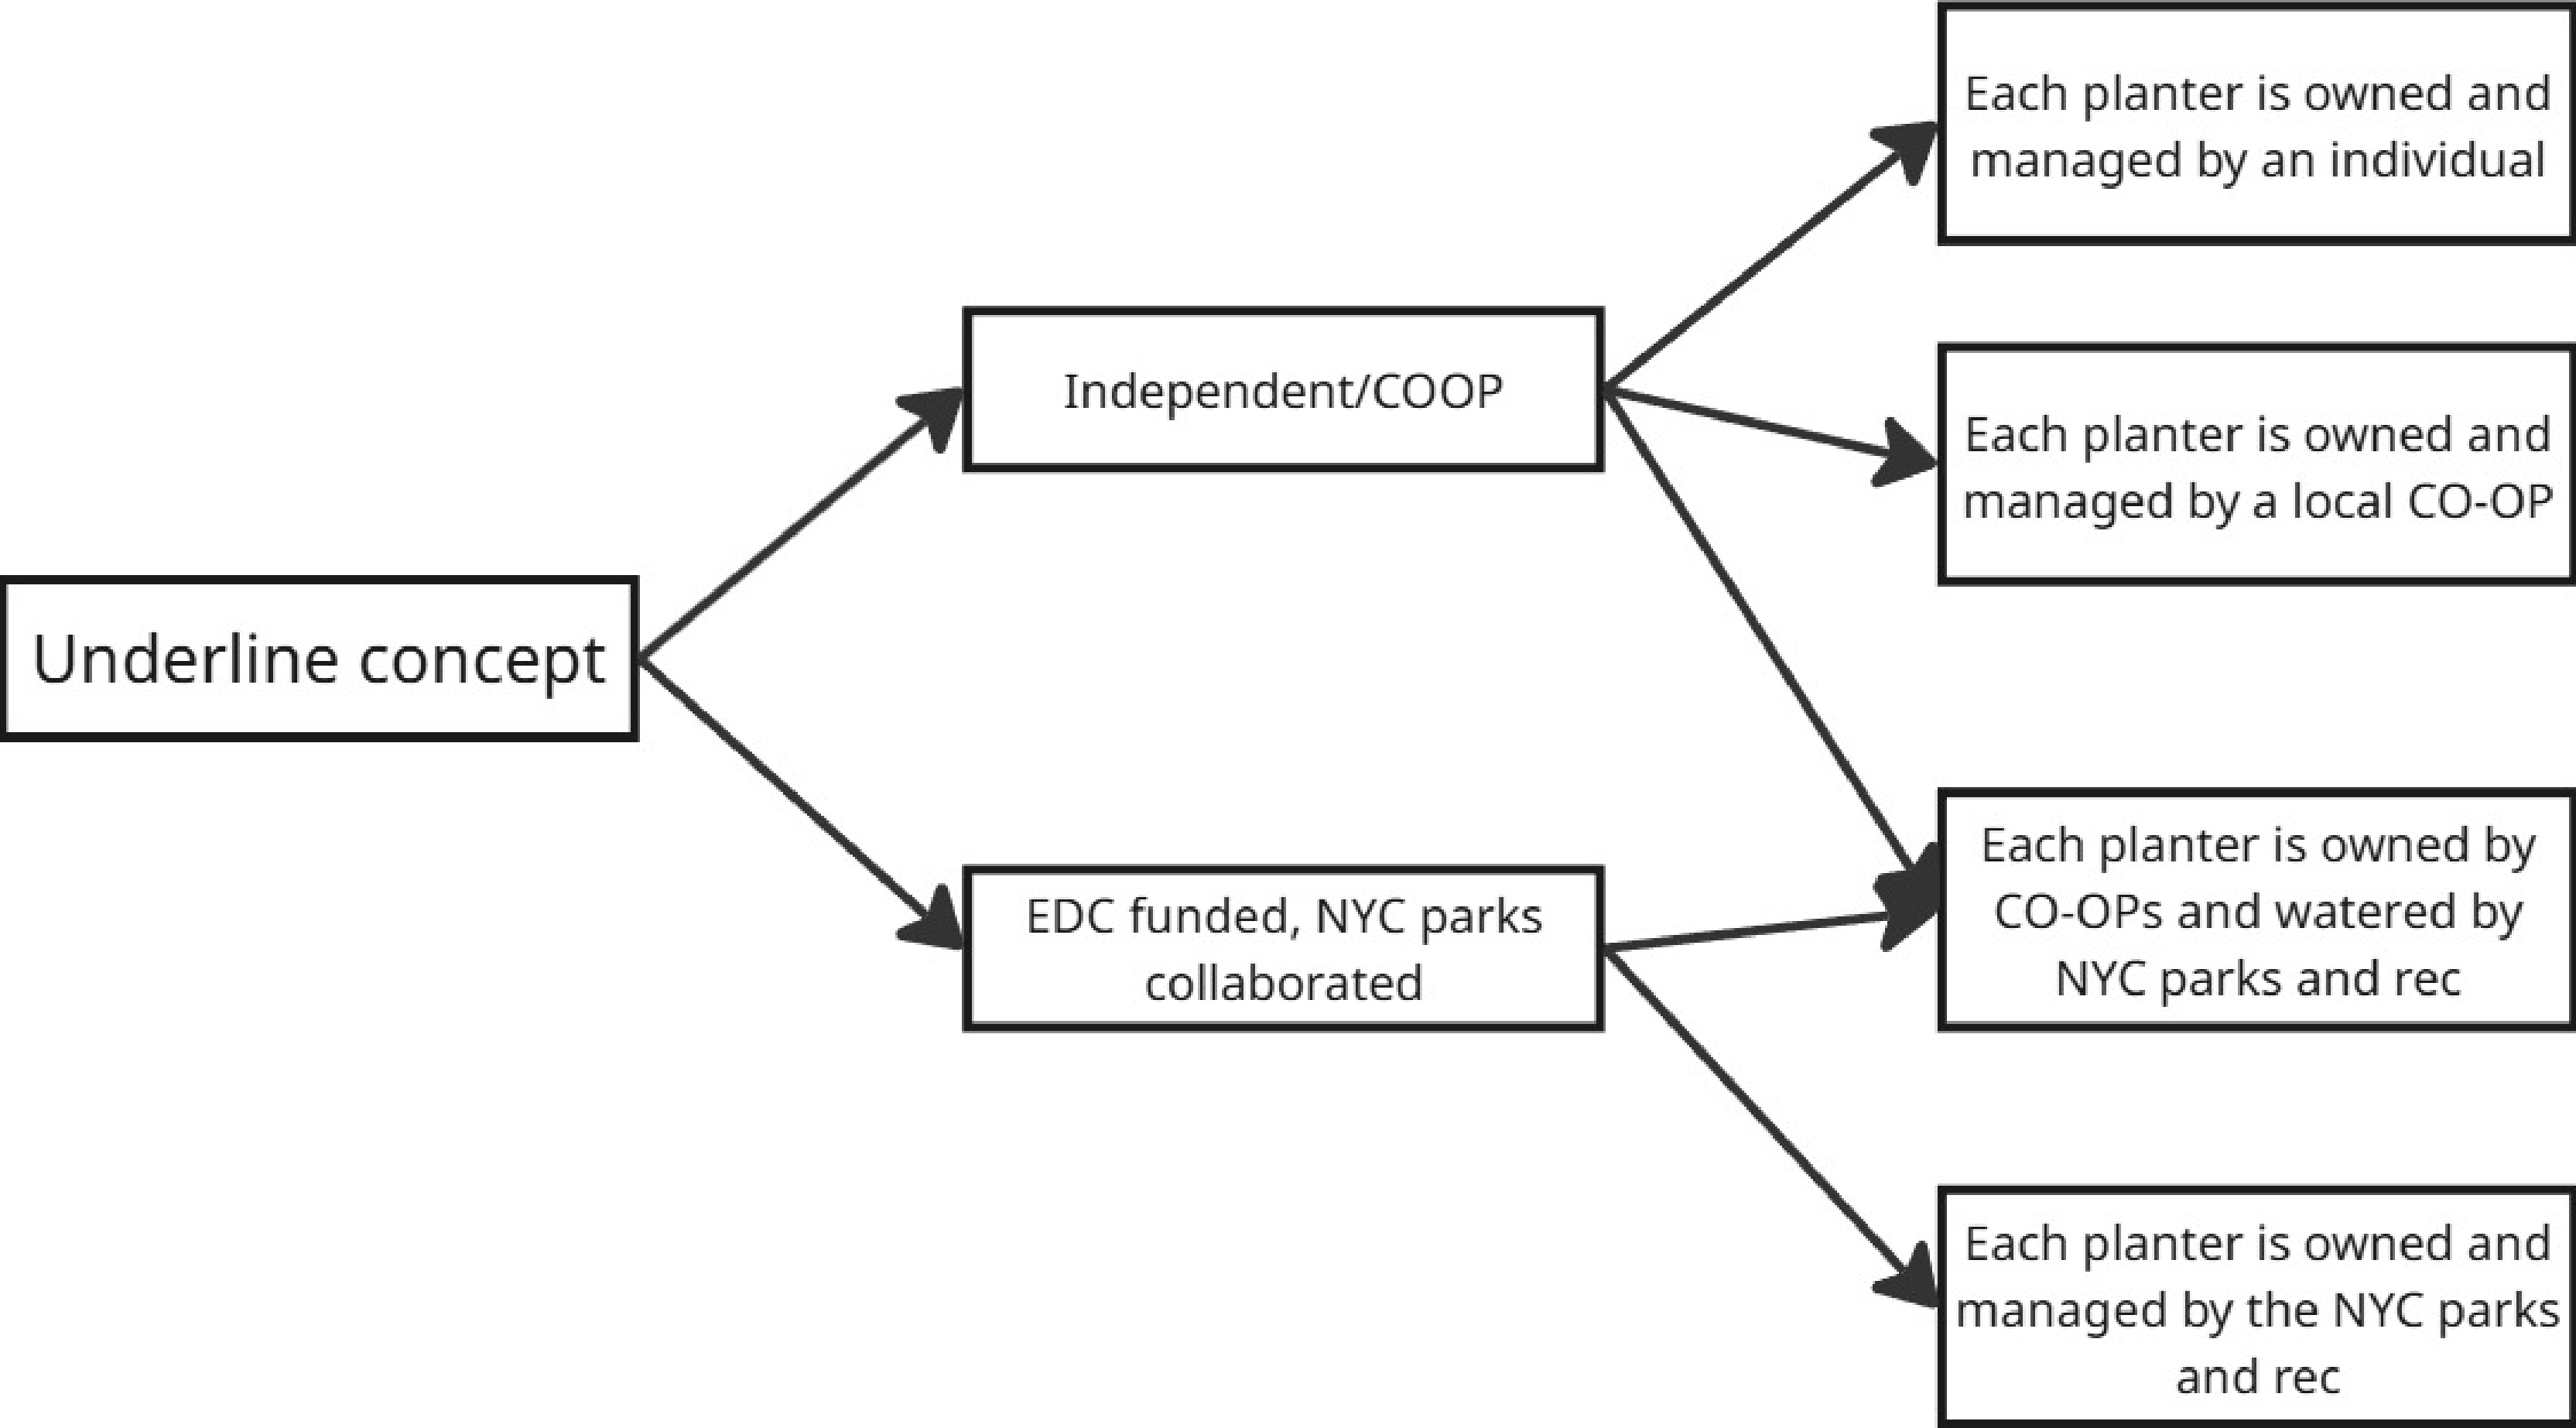 Underline concept
Independent/COOP
EDC funded, NYC parks
collaborated
Each planter is owned and
managed by an individual
Each planter is owned and
managed by a local CO-OP
Each planter is owned by
CO-OPs and watered by
NYC parks and rec
Each planter is owned and
managed by the NYC parks
and rec